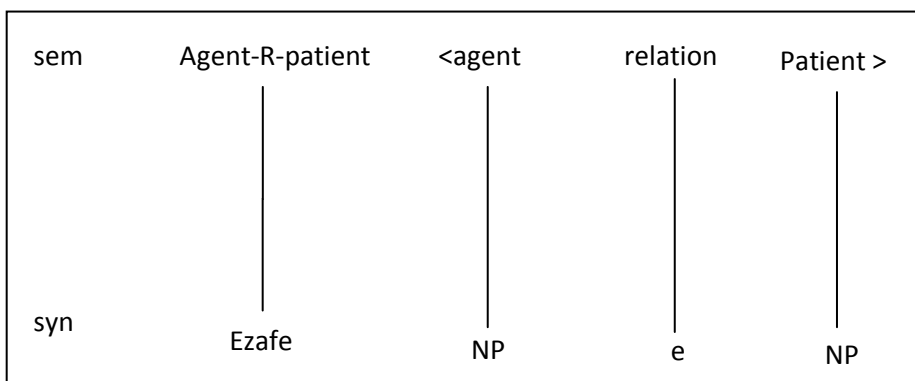 sem Agent-R-patient <agent relation Patient >
syn Ezafe NP e NP